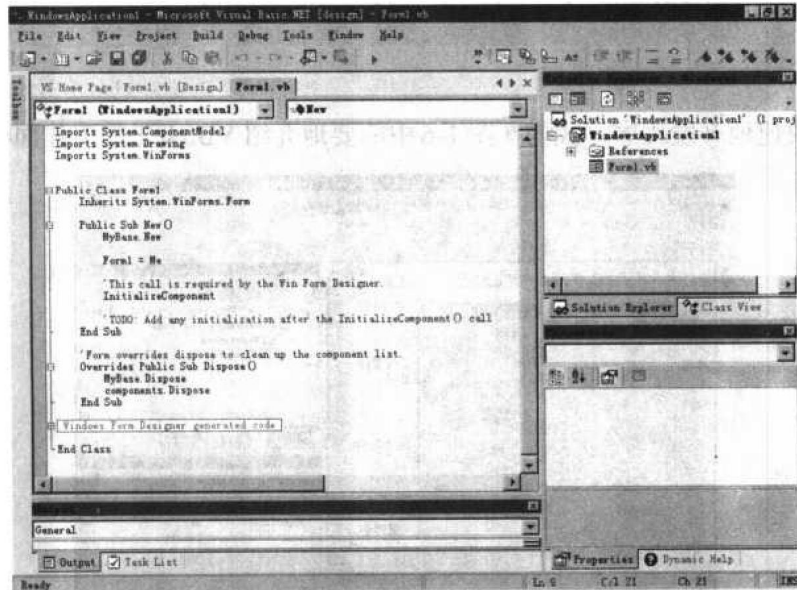 WindowsApplication1 - Microsoft Visual Basic.NET [design] - Form1.vb
File Edit View Project Build Debug Tools Window Help
VS Home Page Form1.vb [Design] Form1.vb
Form1 (WindowsApplication1) New
Imports System.ComponentModel
Imports System.Drawing
Imports System.WinForms
Public Class Form1
Inherits System.WinForms.Form
Public Sub New()
MyBase.New
Form1 = Me
'This call is required by the Win Form Designer.
InitializeComponent
'TODO: Add any initialization after the InitializeComponent() call
End Sub
'Form overrides dispose to clean up the component list.
Overrides Public Sub Dispose()
MyBase.Dispose
components.Dispose
End Sub
Windows Form Designer generated code
End Class
Toolbox
Solution 'WindowsApplication1' (1 proj
WindowsApplication1
References
Form1.vb
Solution Explorer Class View
Output
General
Output Task List
Properties Dynamic Help
Ready Ln 9 Col 21 Ch 21 INS